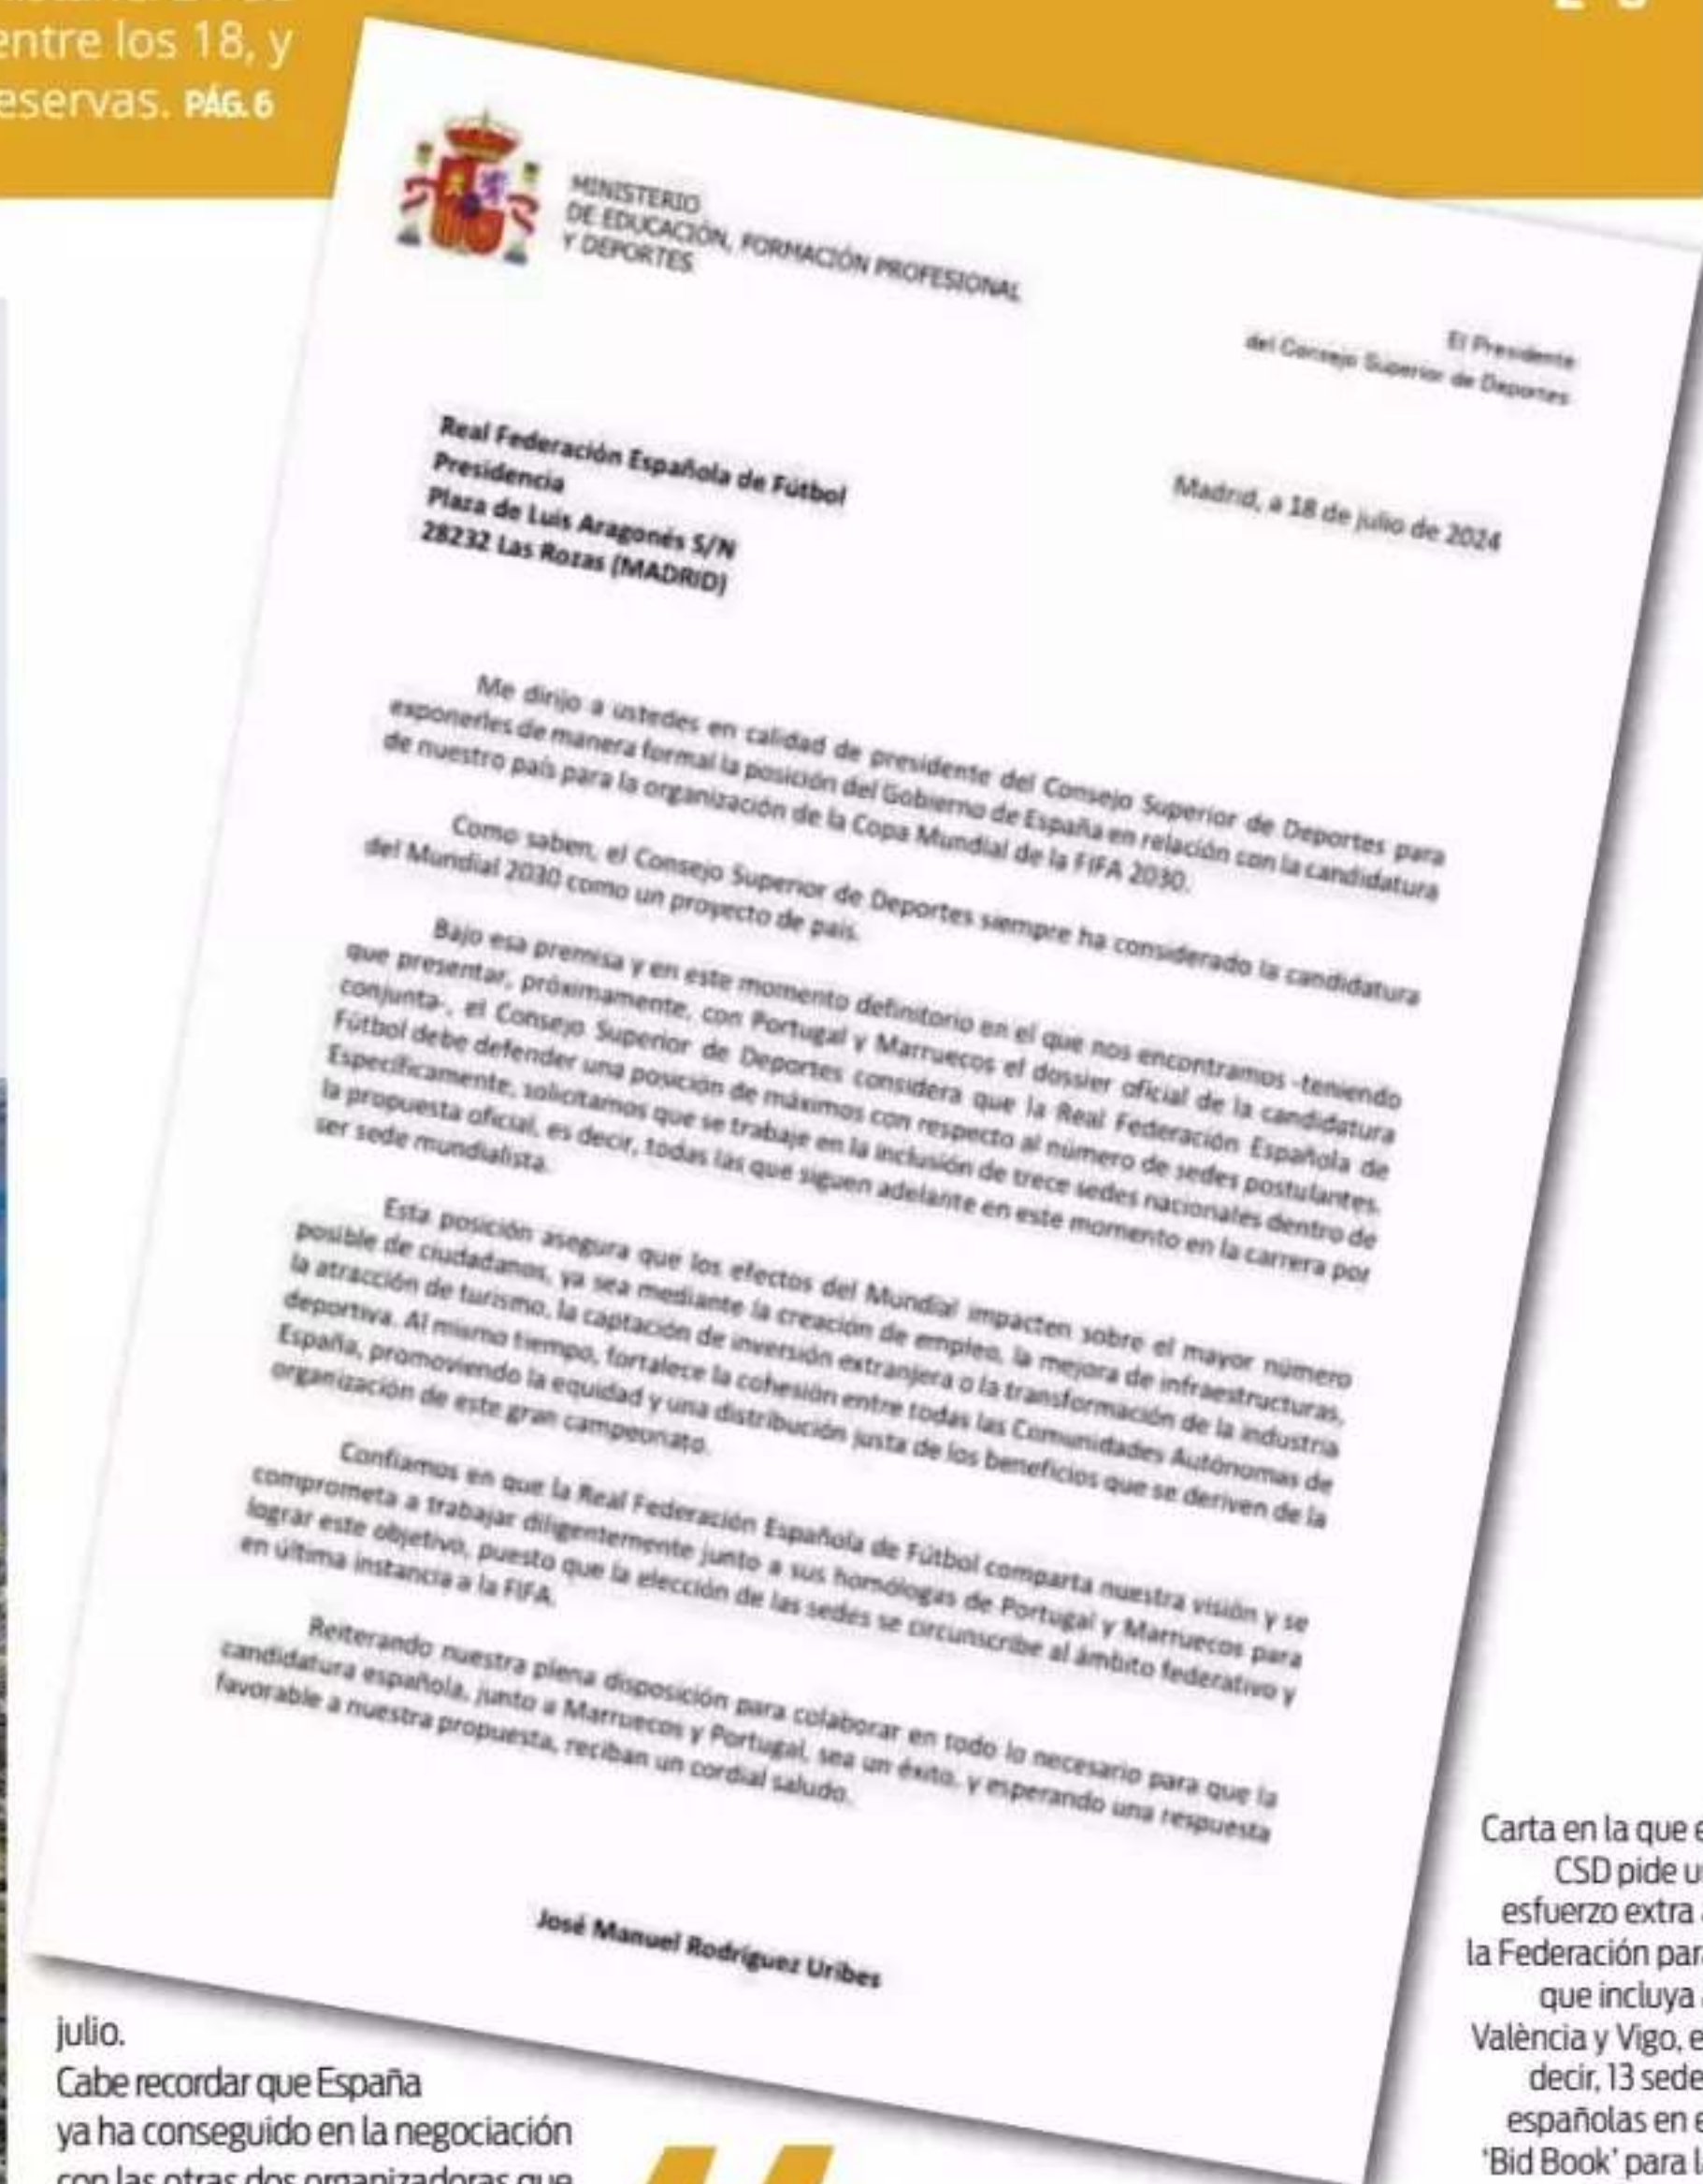 entre los 18, y
PÁG. 6
MINISTERIO
DE EDUCACIÓN, FORMACIÓN PROFESIONAL
Y DEPORTES
El Presidente
del Consejo Superior de Deportes
Real Federación Española de Fútbol
Presidencia
Plaza de Luis Aragonés S/N
28232 Las Rozas (MADRID)
Madrid, a 18 de julio de 2024
Me dirijo a ustedes en calidad de presidente del Consejo Superior de Deportes para
exponerles de manera formal la posición del Gobierno de España en relación con la candidatura
de nuestro país para la organización de la Copa Mundial de la FIFA 2030.
Como saben, el Consejo Superior de Deportes siempre ha considerado la candidatura
del Mundial 2030 como un proyecto de país.
Bajo esa premisa y en este momento definitorio en el que nos encontramos -teniendo
que presentar, próximamente, con Portugal y Marruecos el dossier oficial de la candidatura
conjunta-, el Consejo Superior de Deportes considera que la Real Federación Española de
Fútbol debe defender una posición de máximos con respecto al número de sedes postulantes.
Específicamente, solicitamos que se trabaje en la inclusión de trece sedes nacionales dentro de
la propuesta oficial, es decir, todas las que siguen adelante en este momento en la carrera por
ser sede mundialista.
Esta posición asegura que los efectos del Mundial impacten sobre el mayor número
posible de ciudadanos, ya sea mediante la creación de empleo, la mejora de infraestructuras,
la atracción de turismo, la captación de inversión extranjera o la transformación de la industria
deportiva. Al mismo tiempo, fortalece la cohesión entre todas las Comunidades Autónomas de
España, promoviendo la equidad y una distribución justa de los beneficios que se deriven de la
organización de este gran campeonato.
Confiamos en que la Real Federación Española de Fútbol comparta nuestra visión y se
comprometa a trabajar diligentemente junto a sus homólogas de Portugal y Marruecos para
lograr este objetivo, puesto que la elección de las sedes se circunscribe al ámbito federativo y
en última instancia a la FIFA.
Reiterando nuestra plena disposición para colaborar en todo lo necesario para que la
candidatura española, junto a Marruecos y Portugal, sea un éxito, y esperando una respuesta
favorable a nuestra propuesta, reciban un cordial saludo.
José Manuel Rodríguez Uribes
julio.
Cabe recordar que España
ya ha conseguido en la negociación
con las otras dos organizadoras que
Carta en la que
CSD pide
esfuerzo extra
la Federación
que incluya
València y Vigo,
decir, 13
españolas en
'Bid Book' para